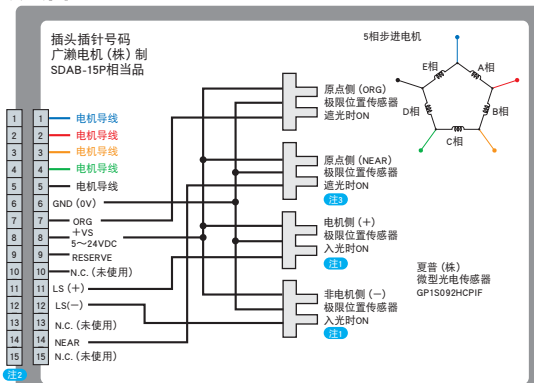 插头插针号码
广濑电机 (株) 制
SDAB-15P相当品
5相步进电机
E相
A相
D相
B相
C相
原点侧 (ORG)
极限位置传感器
遮光时ON
原点侧 (NEAR)
极限位置传感器
遮光时ON
注3
电机侧 (+)
极限位置传感器
入光时ON
注1
非电机侧 (−)
极限位置传感器
入光时ON
注1
夏普 (株)
微型光电传感器
GP1S092HCPIF
1 1 电机导线
2 2 电机导线
3 3 电机导线
4 4 电机导线
5 5 电机导线
6 6 GND (0V)
7 7 ORG
8 8 +VS
5~24VDC
9 9 RESERVE
10 10 N.C. (未使用)
11 11 LS (+)
12 12 LS(−)
13 13 N.C. (未使用)
14 14 NEAR
15 15 N.C. (未使用)
注2